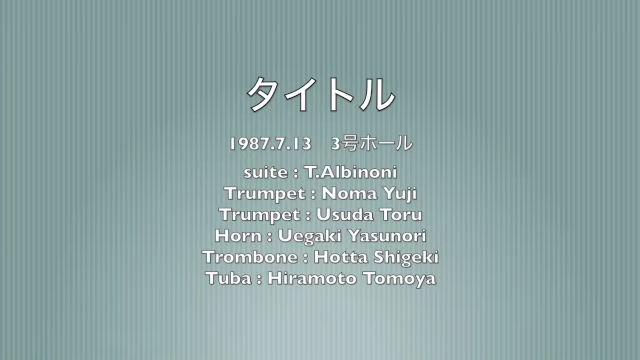 タイトル
1987.7.13　3号ホール
suite : T.Albinoni
Trumpet : Noma Yuji
Trumpet : Usuda Toru
Horn : Uegaki Yasunori
Trombone : Hotta Shigeki
Tuba : Hiramoto Tomoya